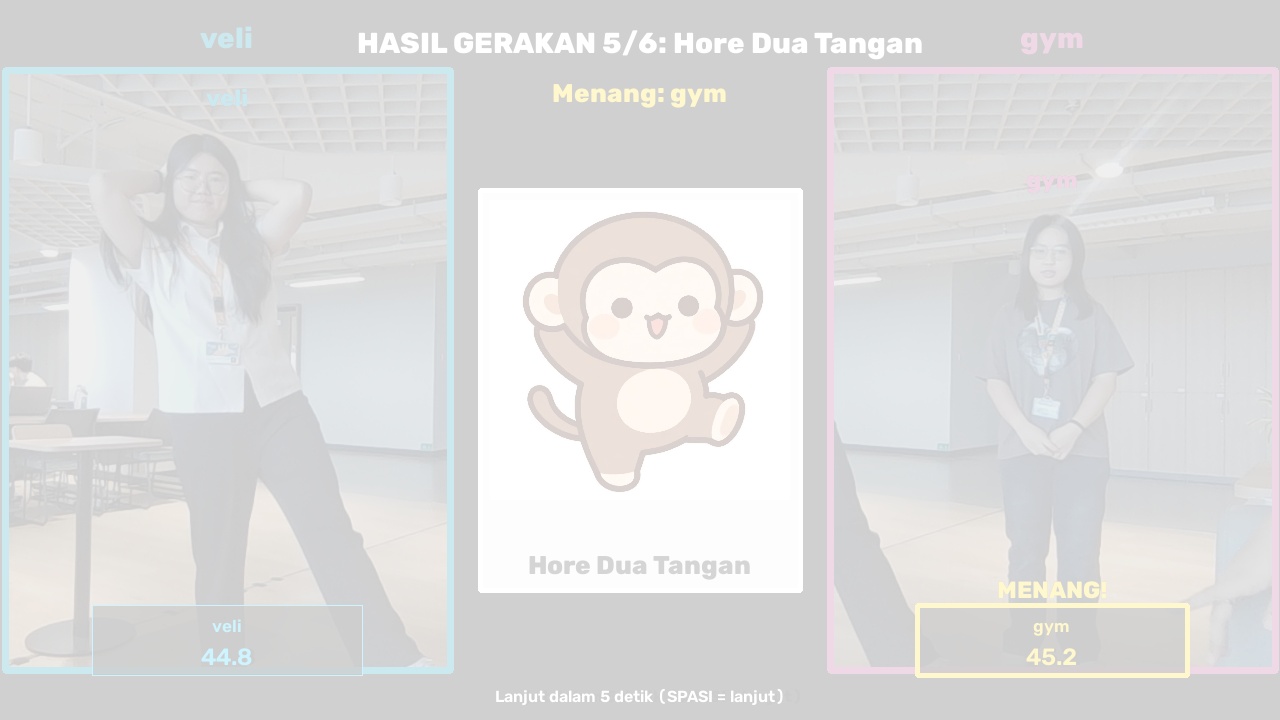 veli
HASIL GERAKAN 5/6: Hore Dua Tangan
gym
veli
Menang: gym
gym
Hore Dua Tangan
MENANG!
veli
44.8
gym
45.2
Lanjut dalam 5 detik (SPASI = lanjut)